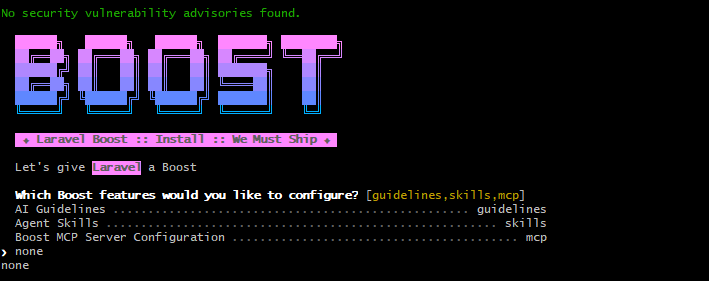 No security vulnerability advisories found.
BOOST
✦ Laravel Boost :: Install :: We Must Ship ✦
Let's give Laravel a Boost
Which Boost features would you like to configure? [guidelines,skills,mcp]
AI Guidelines ................................................... guidelines
Agent Skills ........................................................ skills
Boost MCP Server Configuration ......................................... mcp
❯ none
none